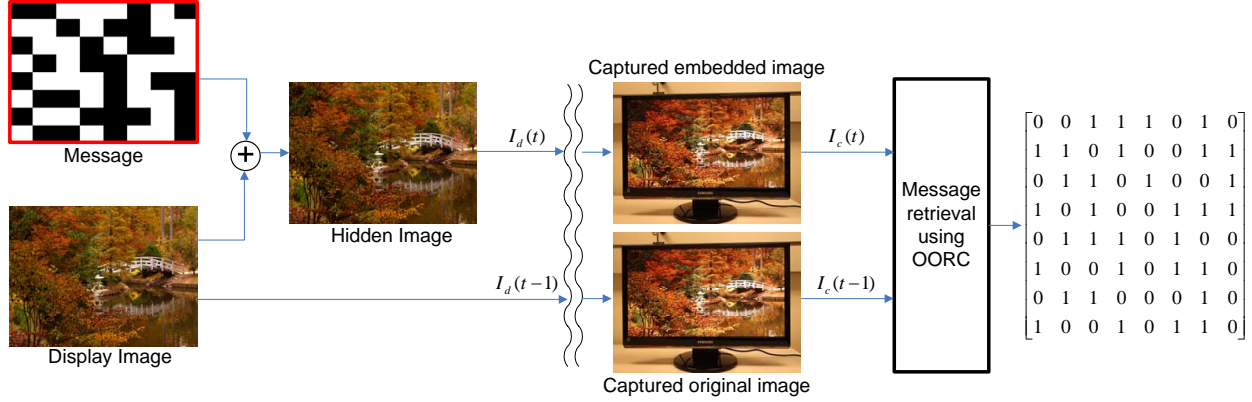 Message
Display Image
Hidden Image
I_d(t)
I_d(t−1)
Captured embedded image
SAMSUNG
Captured original image
SAMSUNG
I_c(t)
I_c(t−1)
Message
retrieval
using
OORC
0 0 1 1 1 0 1 0
1 1 0 1 0 0 1 1
0 1 1 0 1 0 0 1
1 0 1 0 0 1 1 1
0 1 1 1 0 1 0 0
1 0 0 1 0 1 1 0
0 1 1 0 0 0 1 0
1 0 0 1 0 1 1 0